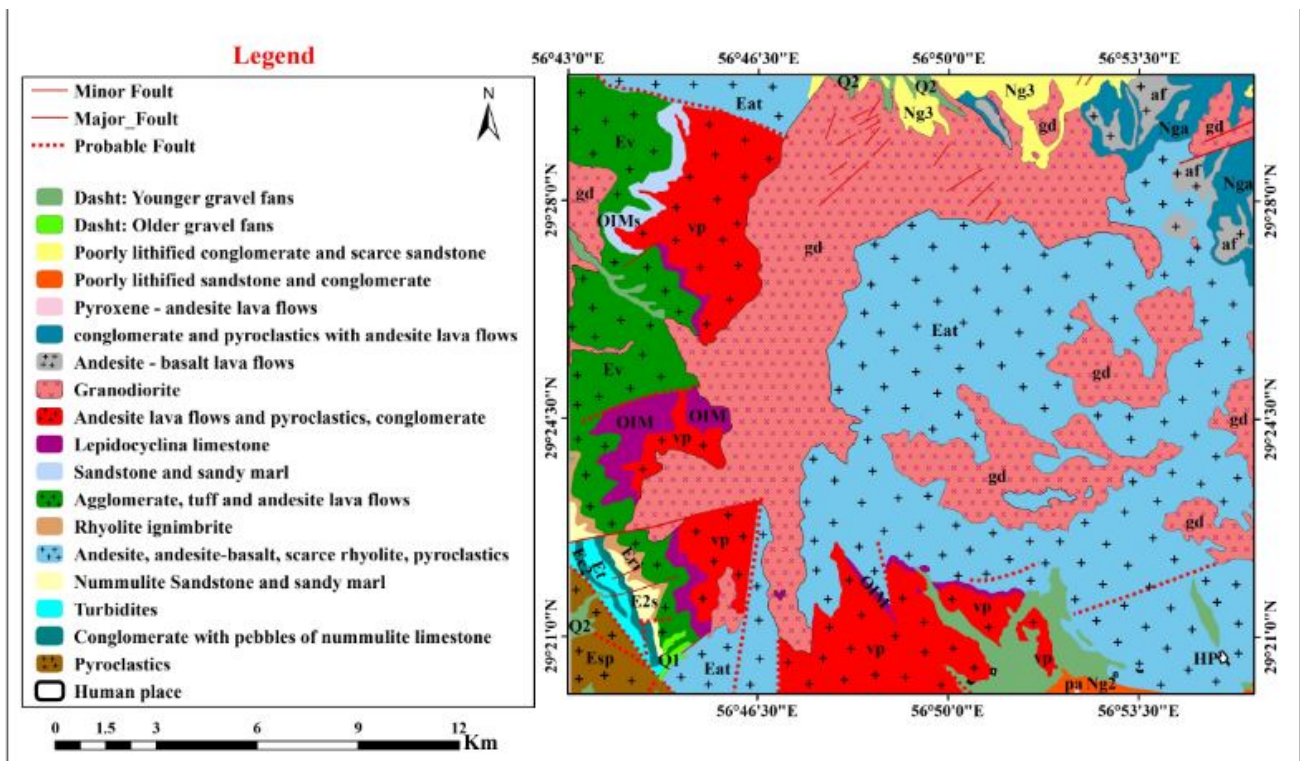 Legend
Minor Foult
Major_Foult
Probable Foult
N
Dasht: Younger gravel fans
Dasht: Older gravel fans
Poorly lithified conglomerate and scarce sandstone
Poorly lithified sandstone and conglomerate
Pyroxene - andesite lava flows
conglomerate and pyroclastics with andesite lava flows
Andesite - basalt lava flows
Granodiorite
Andesite lava flows and pyroclastics, conglomerate
Lepidocyclina limestone
Sandstone and sandy marl
Agglomerate, tuff and andesite lava flows
Rhyolite ignimbrite
Andesite, andesite-basalt, scarce rhyolite, pyroclastics
Nummulite Sandstone and sandy marl
Turbidites
Conglomerate with pebbles of nummulite limestone
Pyroclastics
Human place
0 1.5 3 6 9 12 Km
56°43'0"E 56°46'30"E 56°50'0"E 56°53'30"E
29°28'0"N
29°24'30"N
29°21'0"N
Eat
Q2
Q2
Ng3
Ng3
gd
af
Nga
gd
Ev
gd
OIMs
vp
gd
af
Nga
af
Eat
gd
Ev
OIM
OIM
vp
gd
gd
gd
vp
Er1
Et
E2s
Q2
Esp
Q1
Eat
OIM
vp
vp
vp
pa Ng2
HP
29°28'0"N
29°24'30"N
29°21'0"N
56°46'30"E 56°50'0"E 56°53'30"E